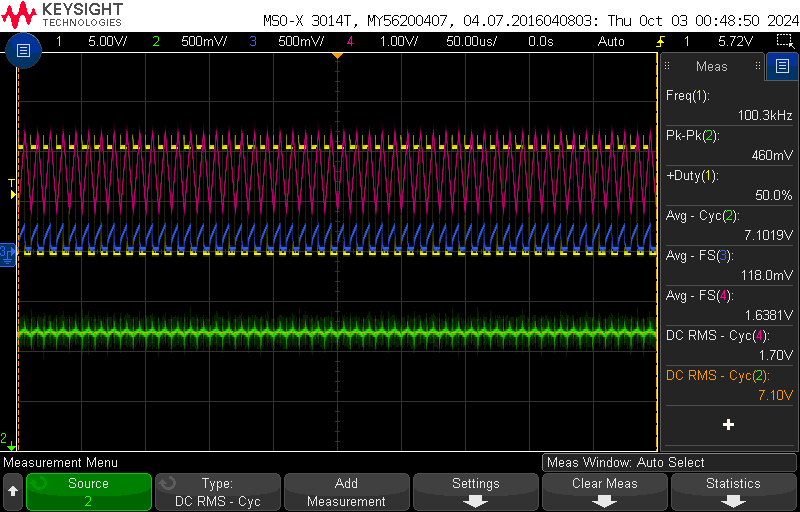 KEYSIGHT
TECHNOLOGIES
MSO-X 3014T, MY56200407, 04.07.2016040803: Thu Oct 03 00:48:50 2024
1 5.00V/ 2 500mV/ 3 500mV/ 4 1.00V/ 50.00us/ 0.0s Auto 1 5.72V
Meas
Freq(1):
100.3kHz
Pk-Pk(2):
460mV
+Duty(1):
50.0%
Avg - Cyc(2):
7.1019V
Avg - FS(3):
118.0mV
Avg - FS(4):
1.6381V
DC RMS - Cyc(4):
1.70V
DC RMS - Cyc(2):
7.10V
+
T
3
2
Measurement Menu
Meas Window: Auto Select
Source
2
Type:
DC RMS - Cyc
Add
Measurement
Settings
Clear Meas
Statistics